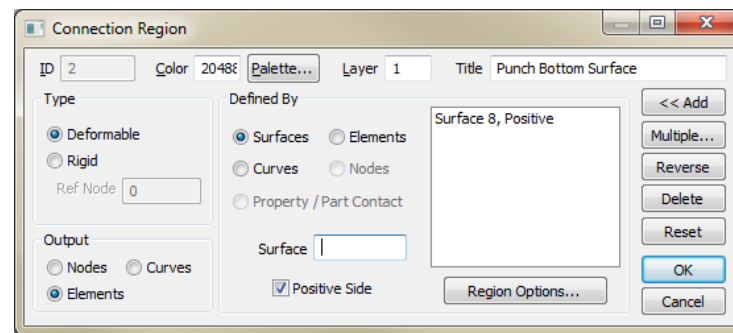 Connection Region
ID 2 Color 20488 Palette... Layer 1 Title Punch Bottom Surface
Type
Deformable
Rigid
Ref Node 0
Output
Nodes Curves
Elements
Defined By
Surfaces Elements
Curves Nodes
Property / Part Contact
Surface
Positive Side
Surface 8, Positive
Region Options...
<< Add
Multiple...
Reverse
Delete
Reset
OK
Cancel